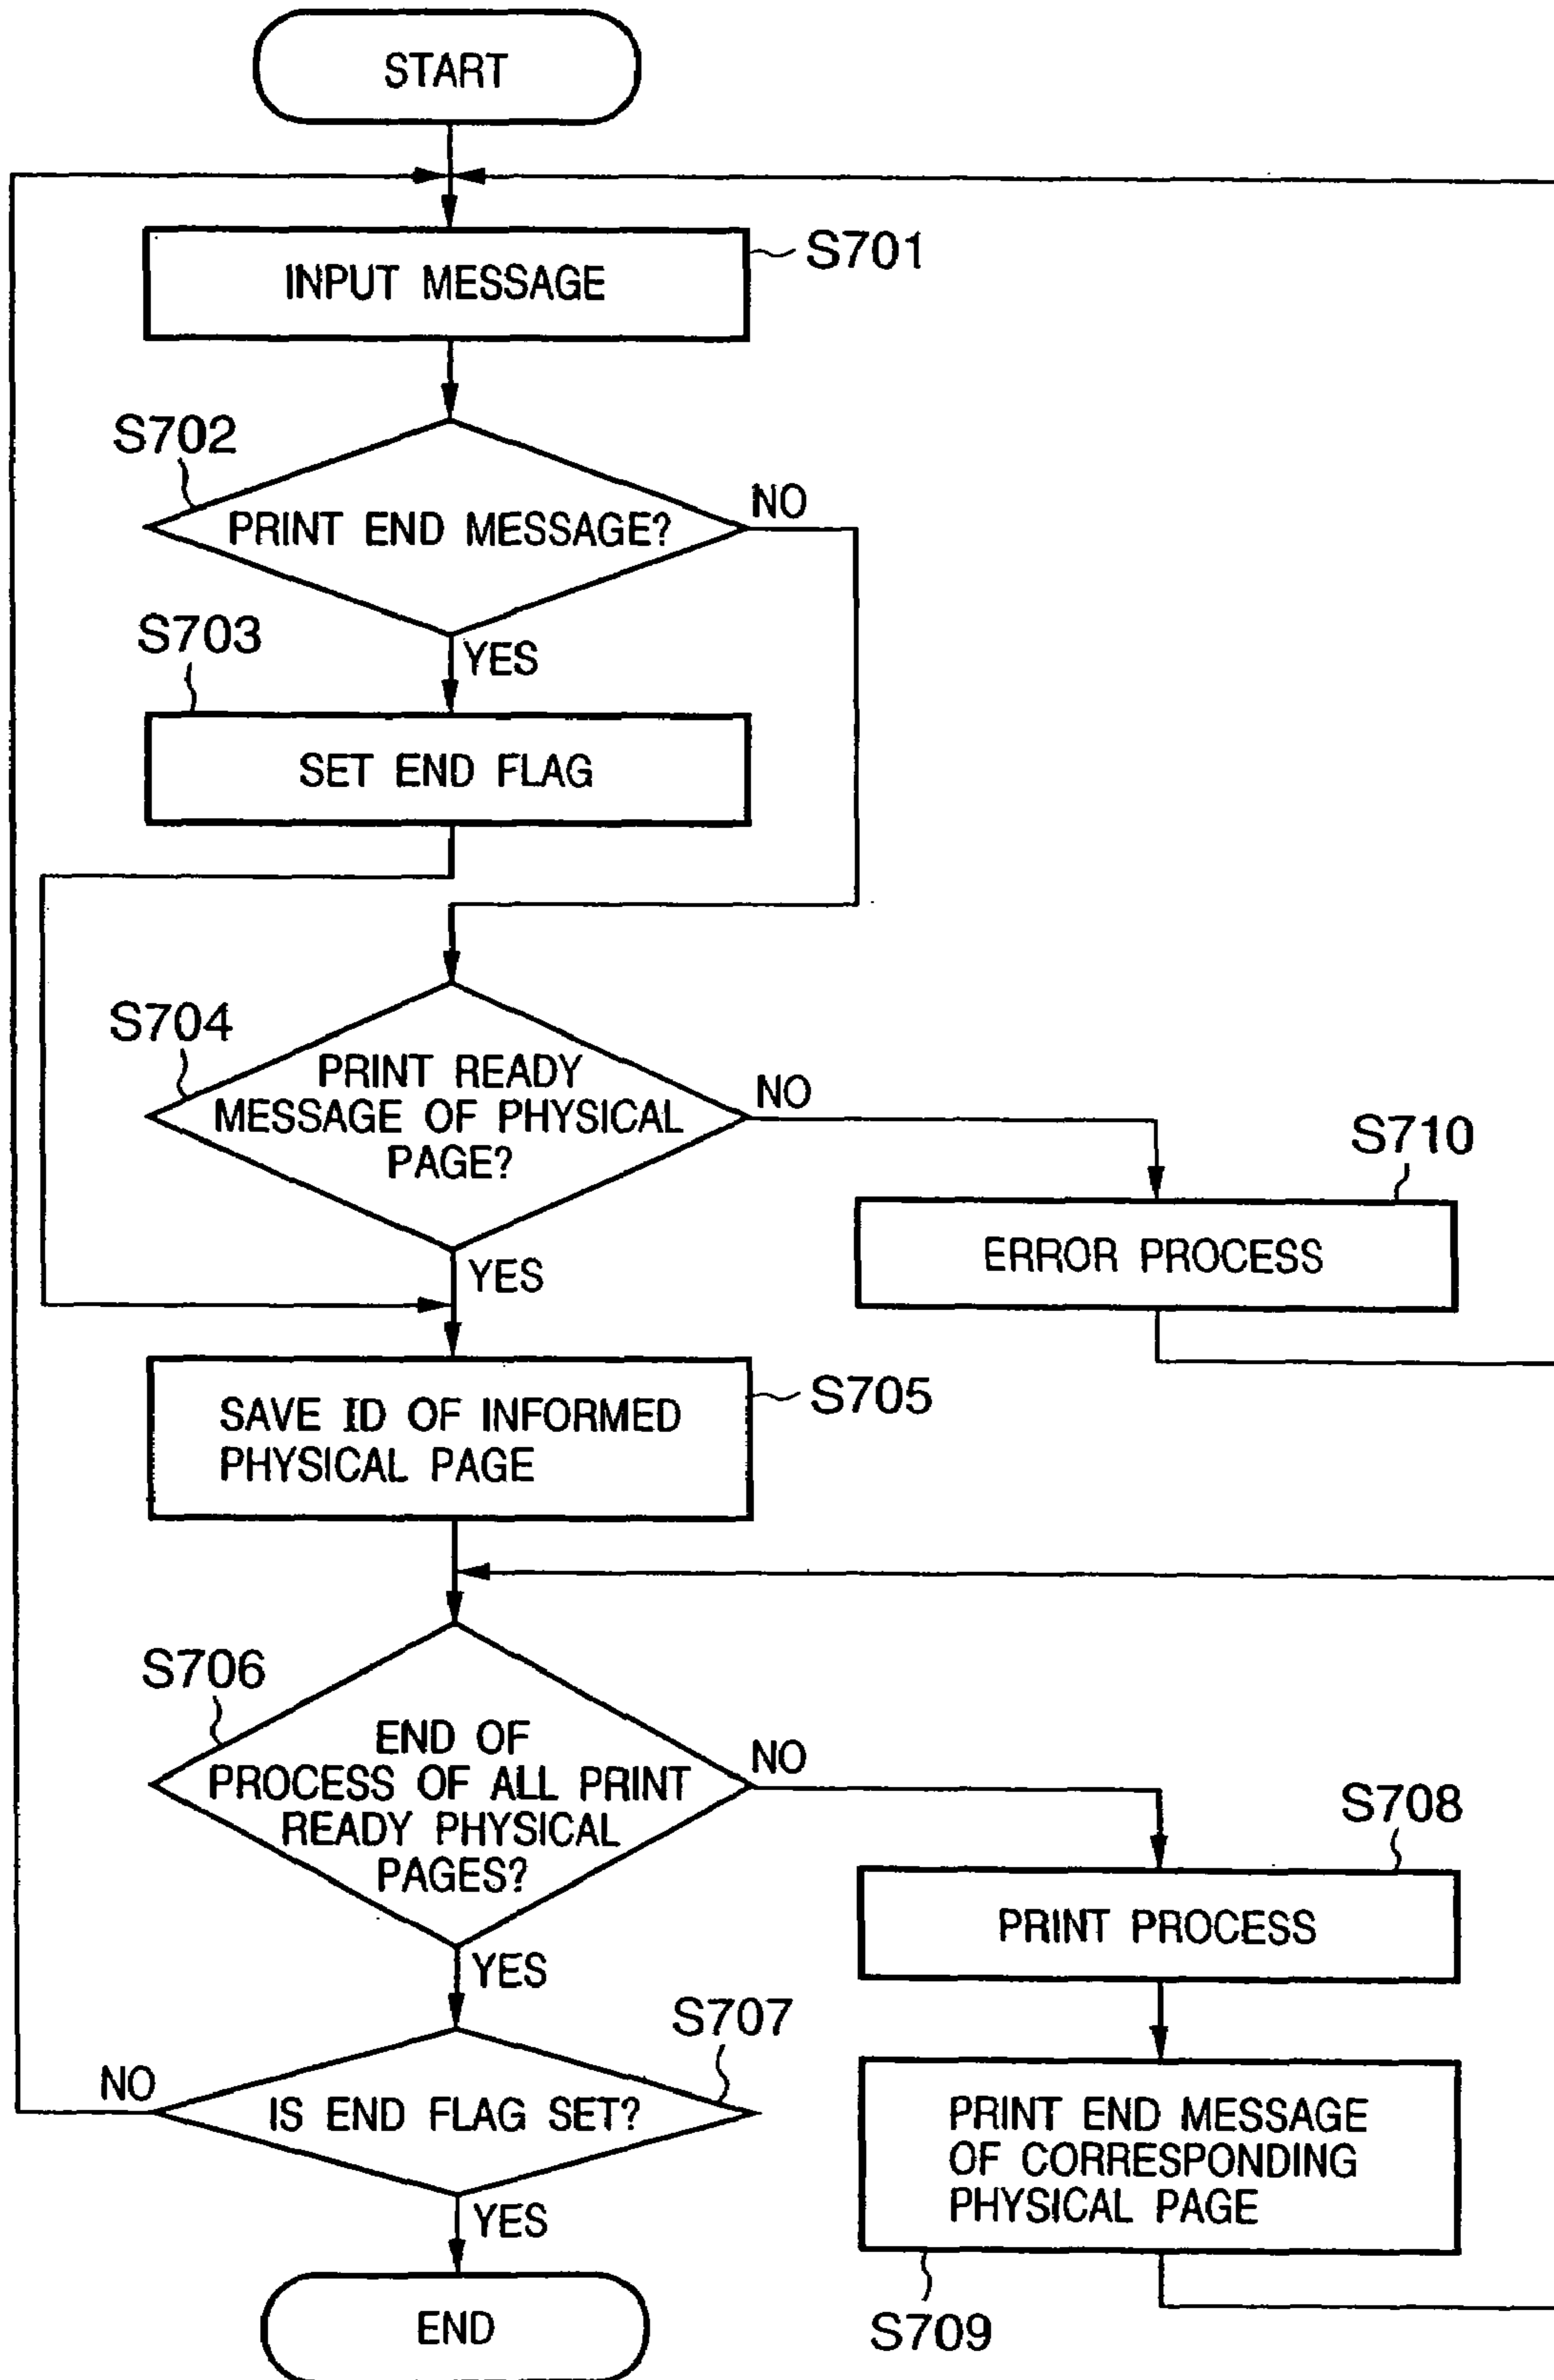 START
INPUT MESSAGE
S701
S702
PRINT END MESSAGE?
NO
YES
S703
SET END FLAG
S704
PRINT READY
MESSAGE OF PHYSICAL
PAGE?
NO
YES
S710
ERROR PROCESS
SAVE ID OF INFORMED
PHYSICAL PAGE
S705
S706
END OF
PROCESS OF ALL PRINT
READY PHYSICAL
PAGES?
NO
YES
S708
PRINT PROCESS
S707
IS END FLAG SET?
NO
YES
PRINT END MESSAGE
OF CORRESPONDING
PHYSICAL PAGE
S709
END